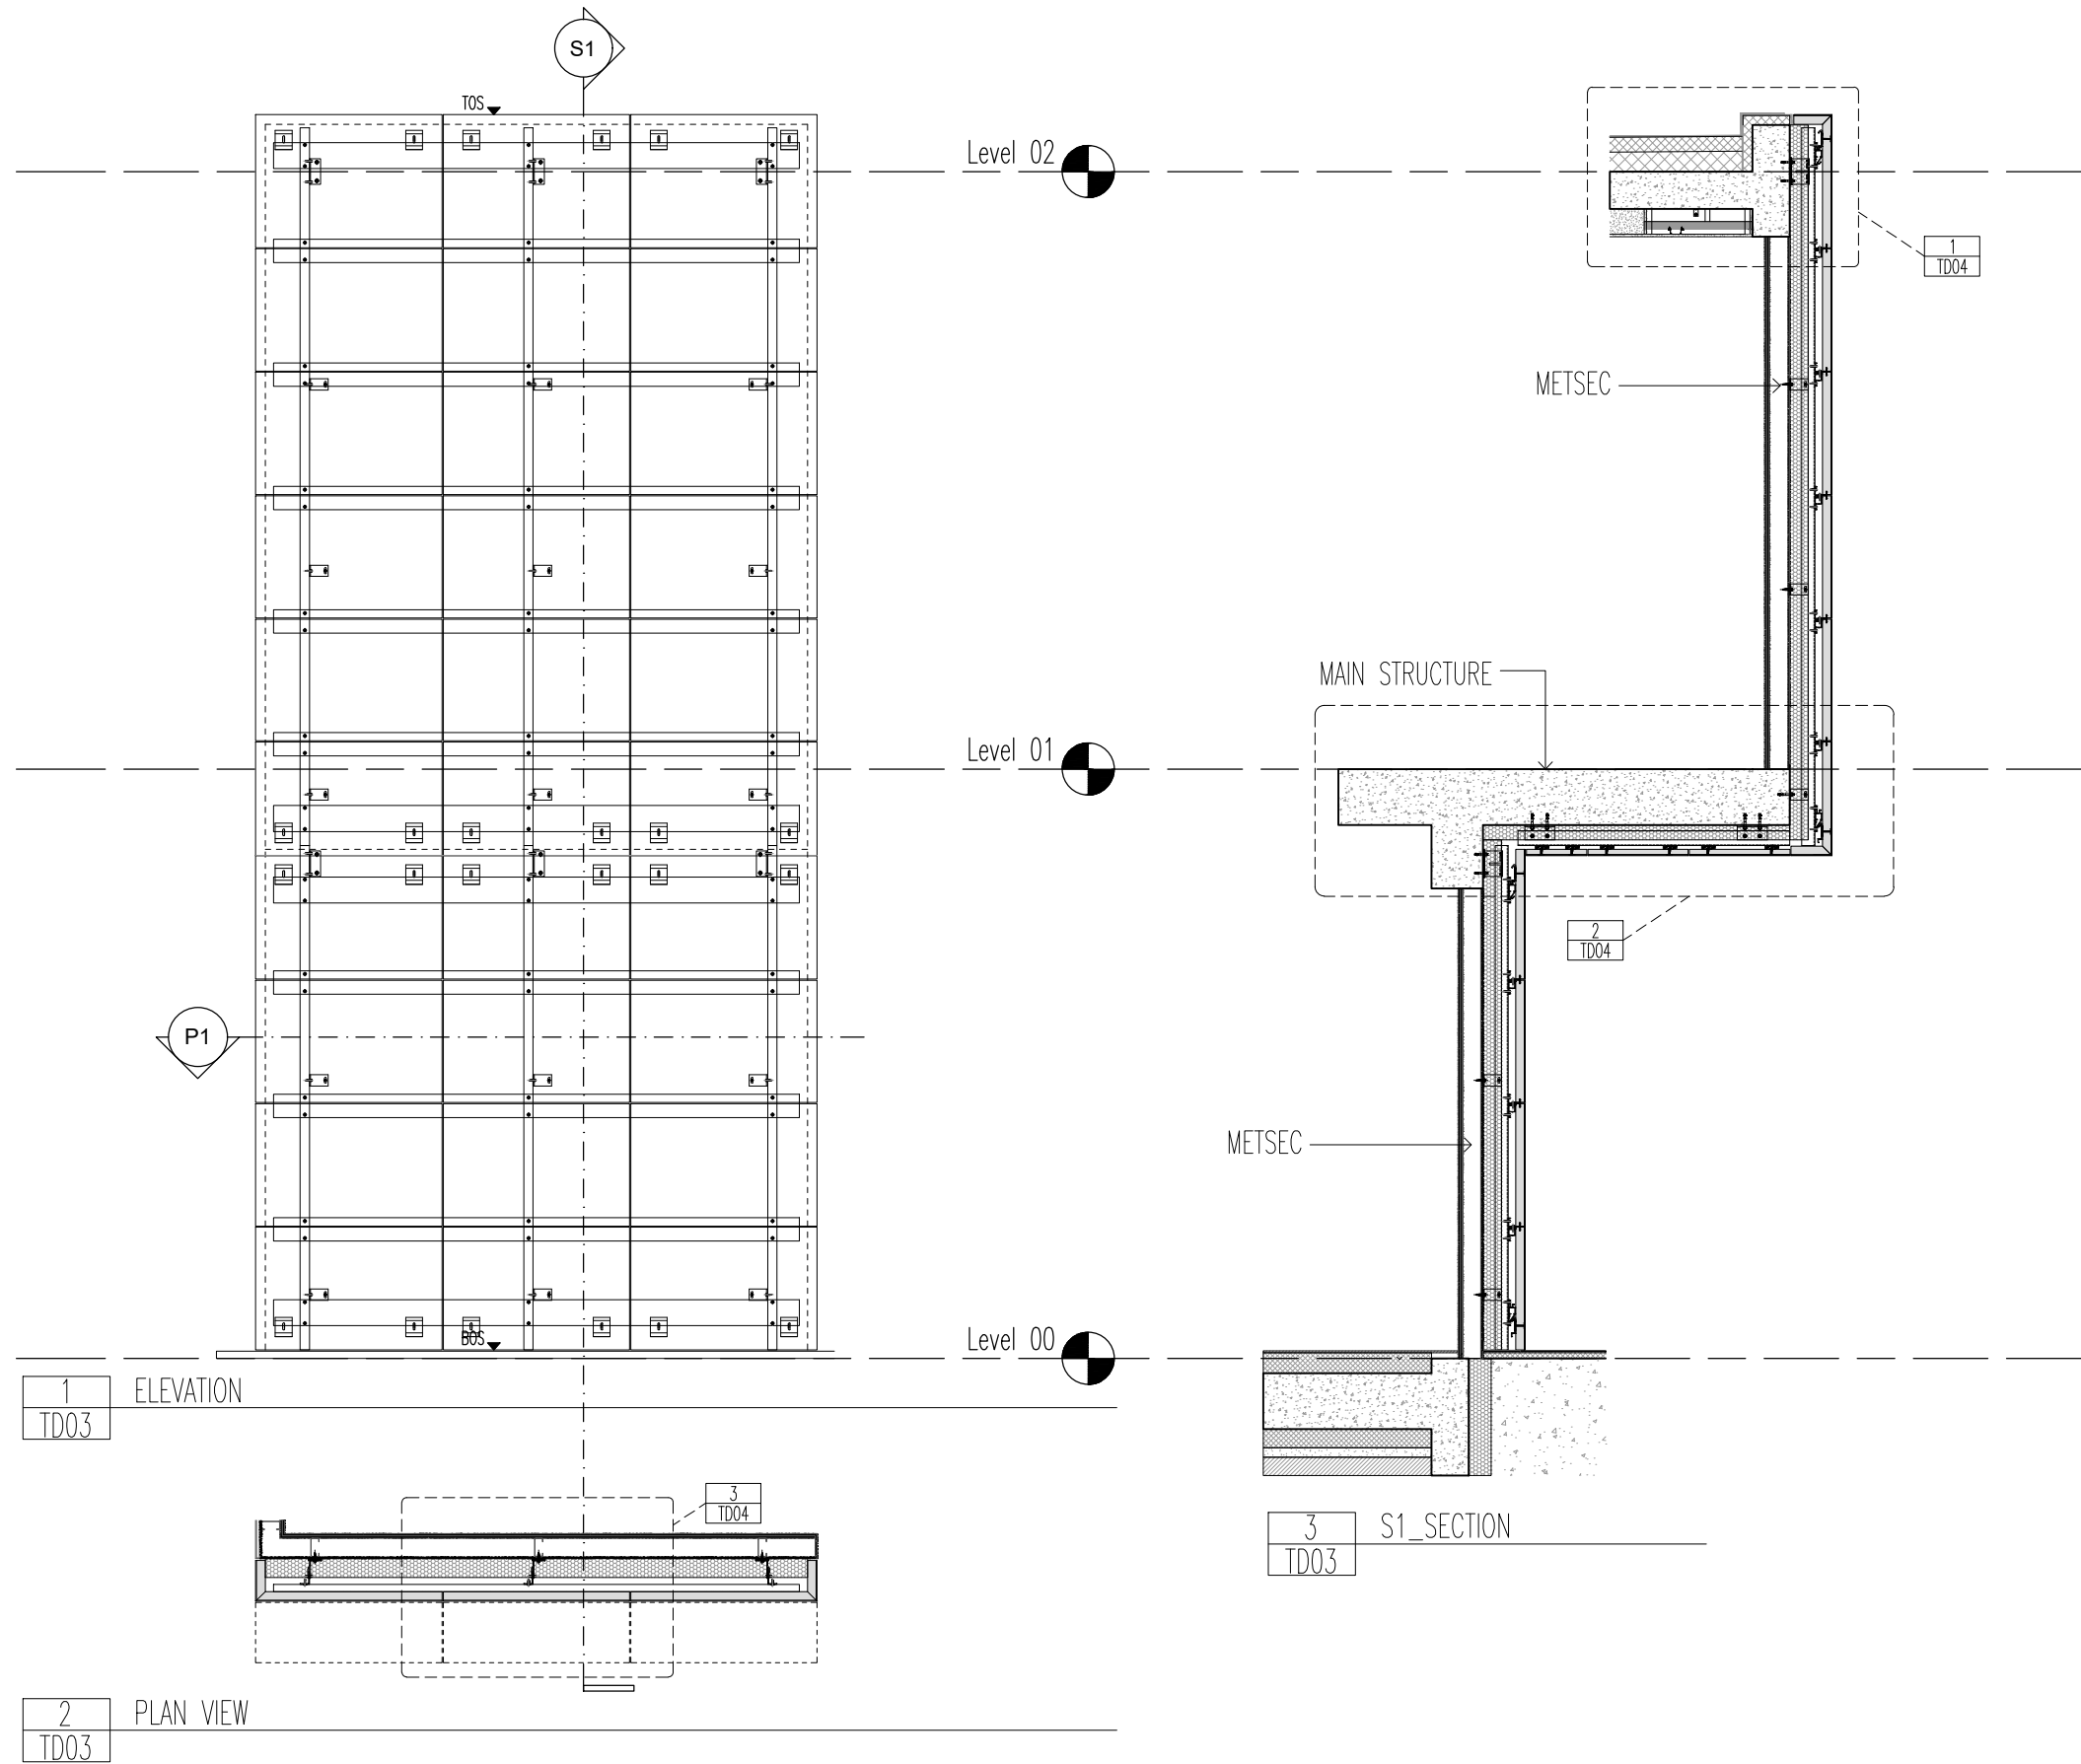 S1
TOS
Level 02
1
TD04
METSEC
MAIN STRUCTURE
Level 01
2
TD04
P1
METSEC
BOS
Level 00
1
TD03
ELEVATION
3
TD04
3
TD03
S1_SECTION
2
TD03
PLAN VIEW